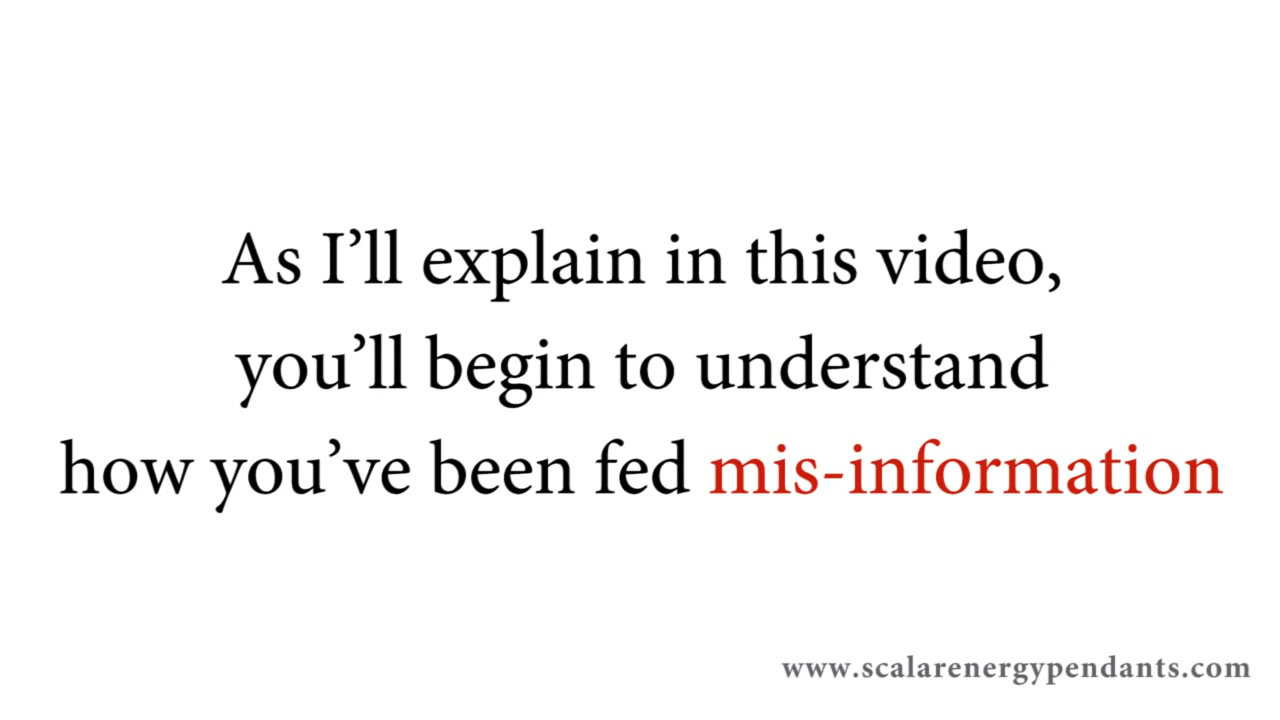 As I’ll explain in this video,
you’ll begin to understand
how you’ve been fed mis-information
www.scalarenergypendants.com